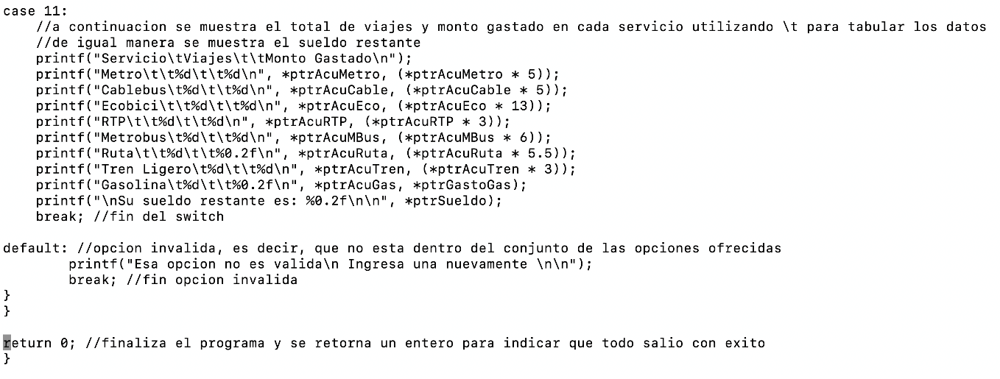 case 11:
    //a continuacion se muestra el total de viajes y monto gastado en cada servicio utilizando \t para tabular los datos
    //de igual manera se muestra el sueldo restante
    printf("Servicio\tViajes\t\tMonto Gastado\n");
    printf("Metro\t\t%d\t\t%d\n", *ptrAcuMetro, (*ptrAcuMetro * 5));
    printf("Cablebus\t%d\t\t%d\n", *ptrAcuCable, (*ptrAcuCable * 5));
    printf("Ecobici\t\t%d\t\t%d\n", *ptrAcuEco, (*ptrAcuEco * 13));
    printf("RTP\t\t%d\t\t%d\n", *ptrAcuRTP, (*ptrAcuRTP * 3));
    printf("Metrobus\t%d\t\t%d\n", *ptrAcuMBus, (*ptrAcuMBus * 6));
    printf("Ruta\t\t%d\t\t%0.2f\n", *ptrAcuRuta, (*ptrAcuRuta * 5.5));
    printf("Tren Ligero\t%d\t\t%d\n", *ptrAcuTren, (*ptrAcuTren * 3));
    printf("Gasolina\t%d\t\t%0.2f\n", *ptrAcuGas, *ptrGastoGas);
    printf("\nSu sueldo restante es: %0.2f\n\n", *ptrSueldo);
    break; //fin del switch

default: //opcion invalida, es decir, que no esta dentro del conjunto de las opciones ofrecidas
        printf("Esa opcion no es valida\n Ingresa una nuevamente \n\n");
        break; //fin opcion invalida
}
}

return 0; //finaliza el programa y se retorna un entero para indicar que todo salio con exito
}